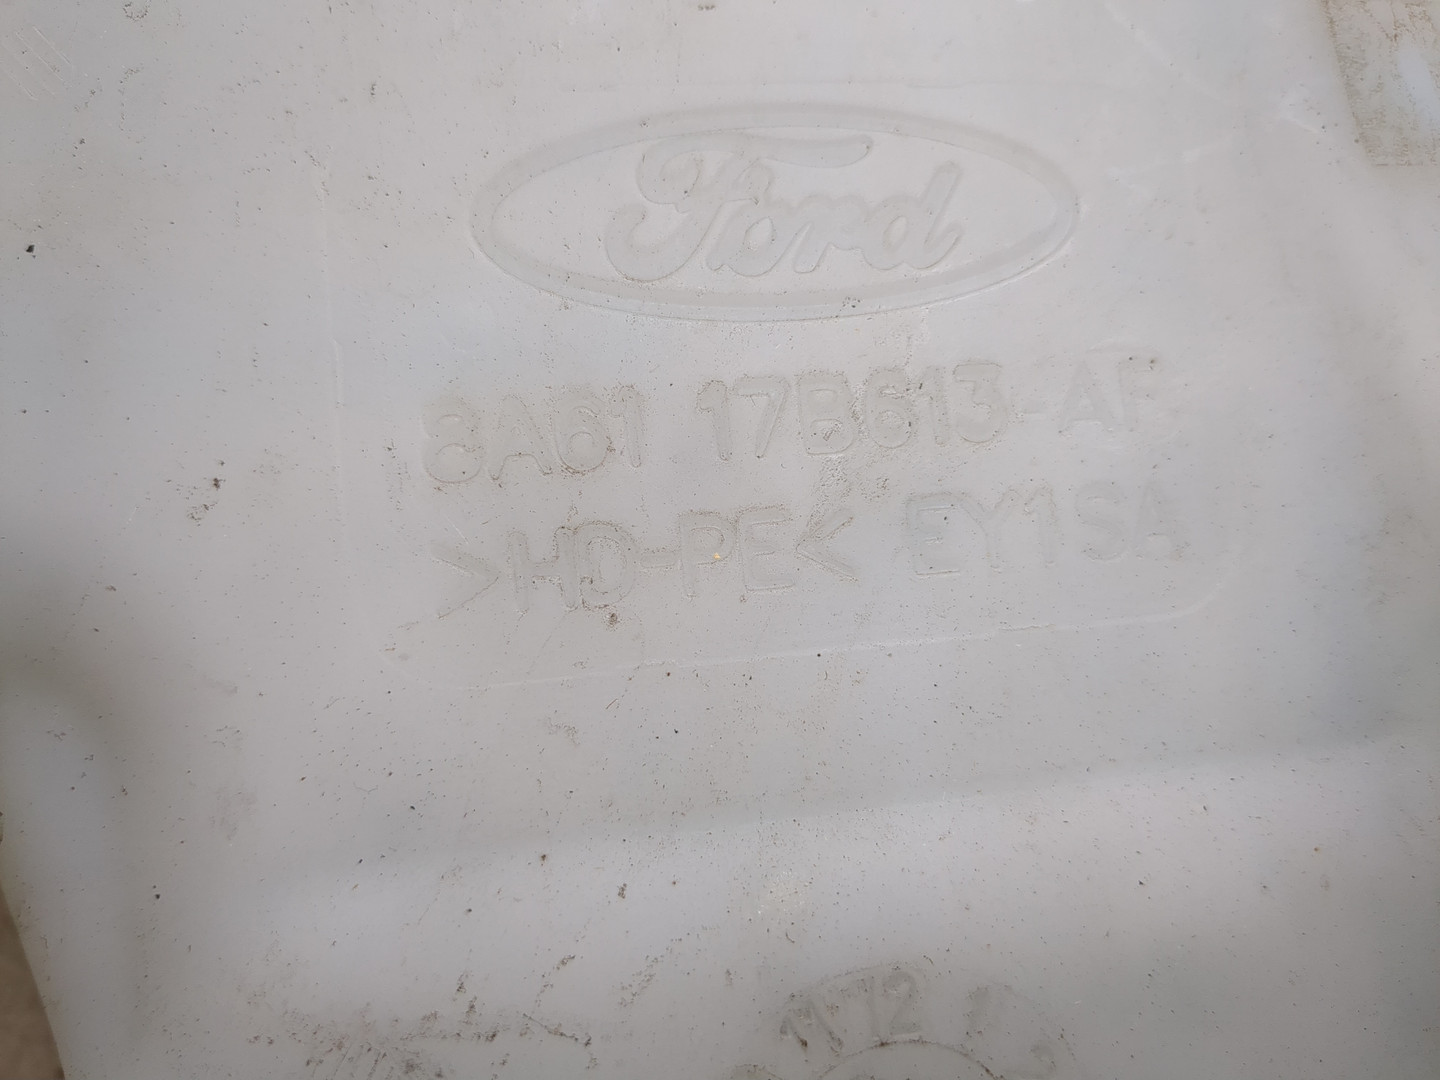 Ford
8A61 17B613-AF
>HD-PE< EY1SA